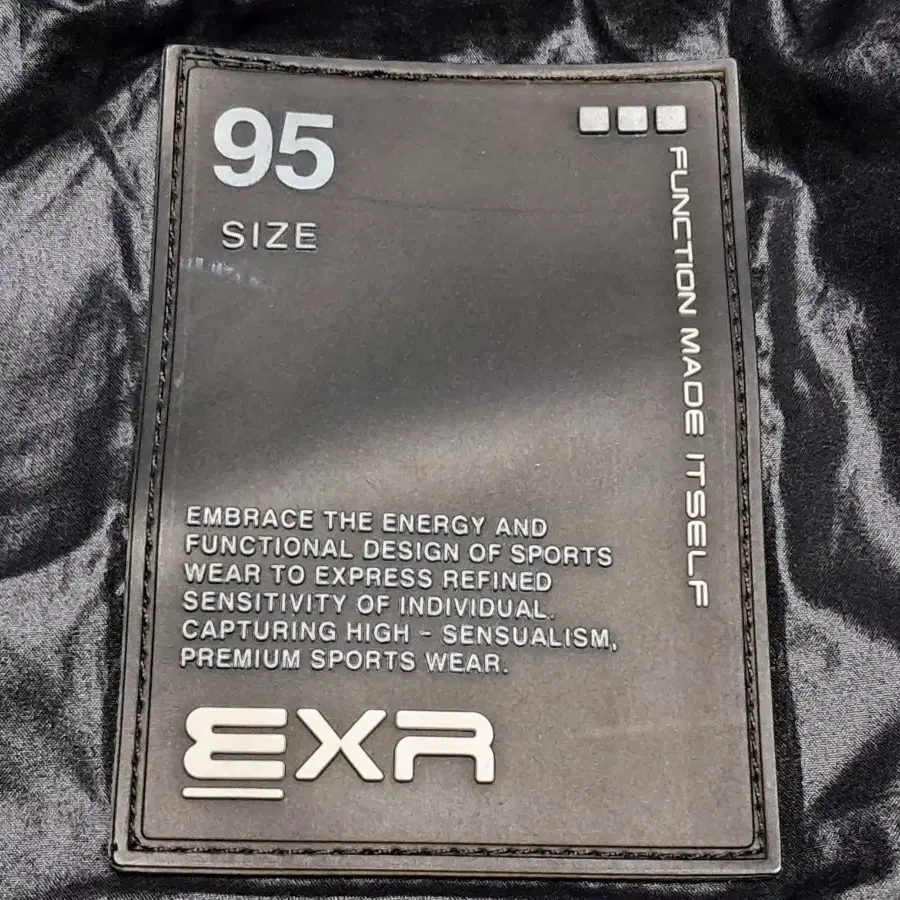 95
SIZE
FUNCTION MADE ITSELF
EMBRACE THE ENERGY AND
FUNCTIONAL DESIGN OF SPORTS
WEAR TO EXPRESS REFINED
SENSITIVITY OF INDIVIDUAL.
CAPTURING HIGH - SENSUALISM,
PREMIUM SPORTS WEAR.
EXR